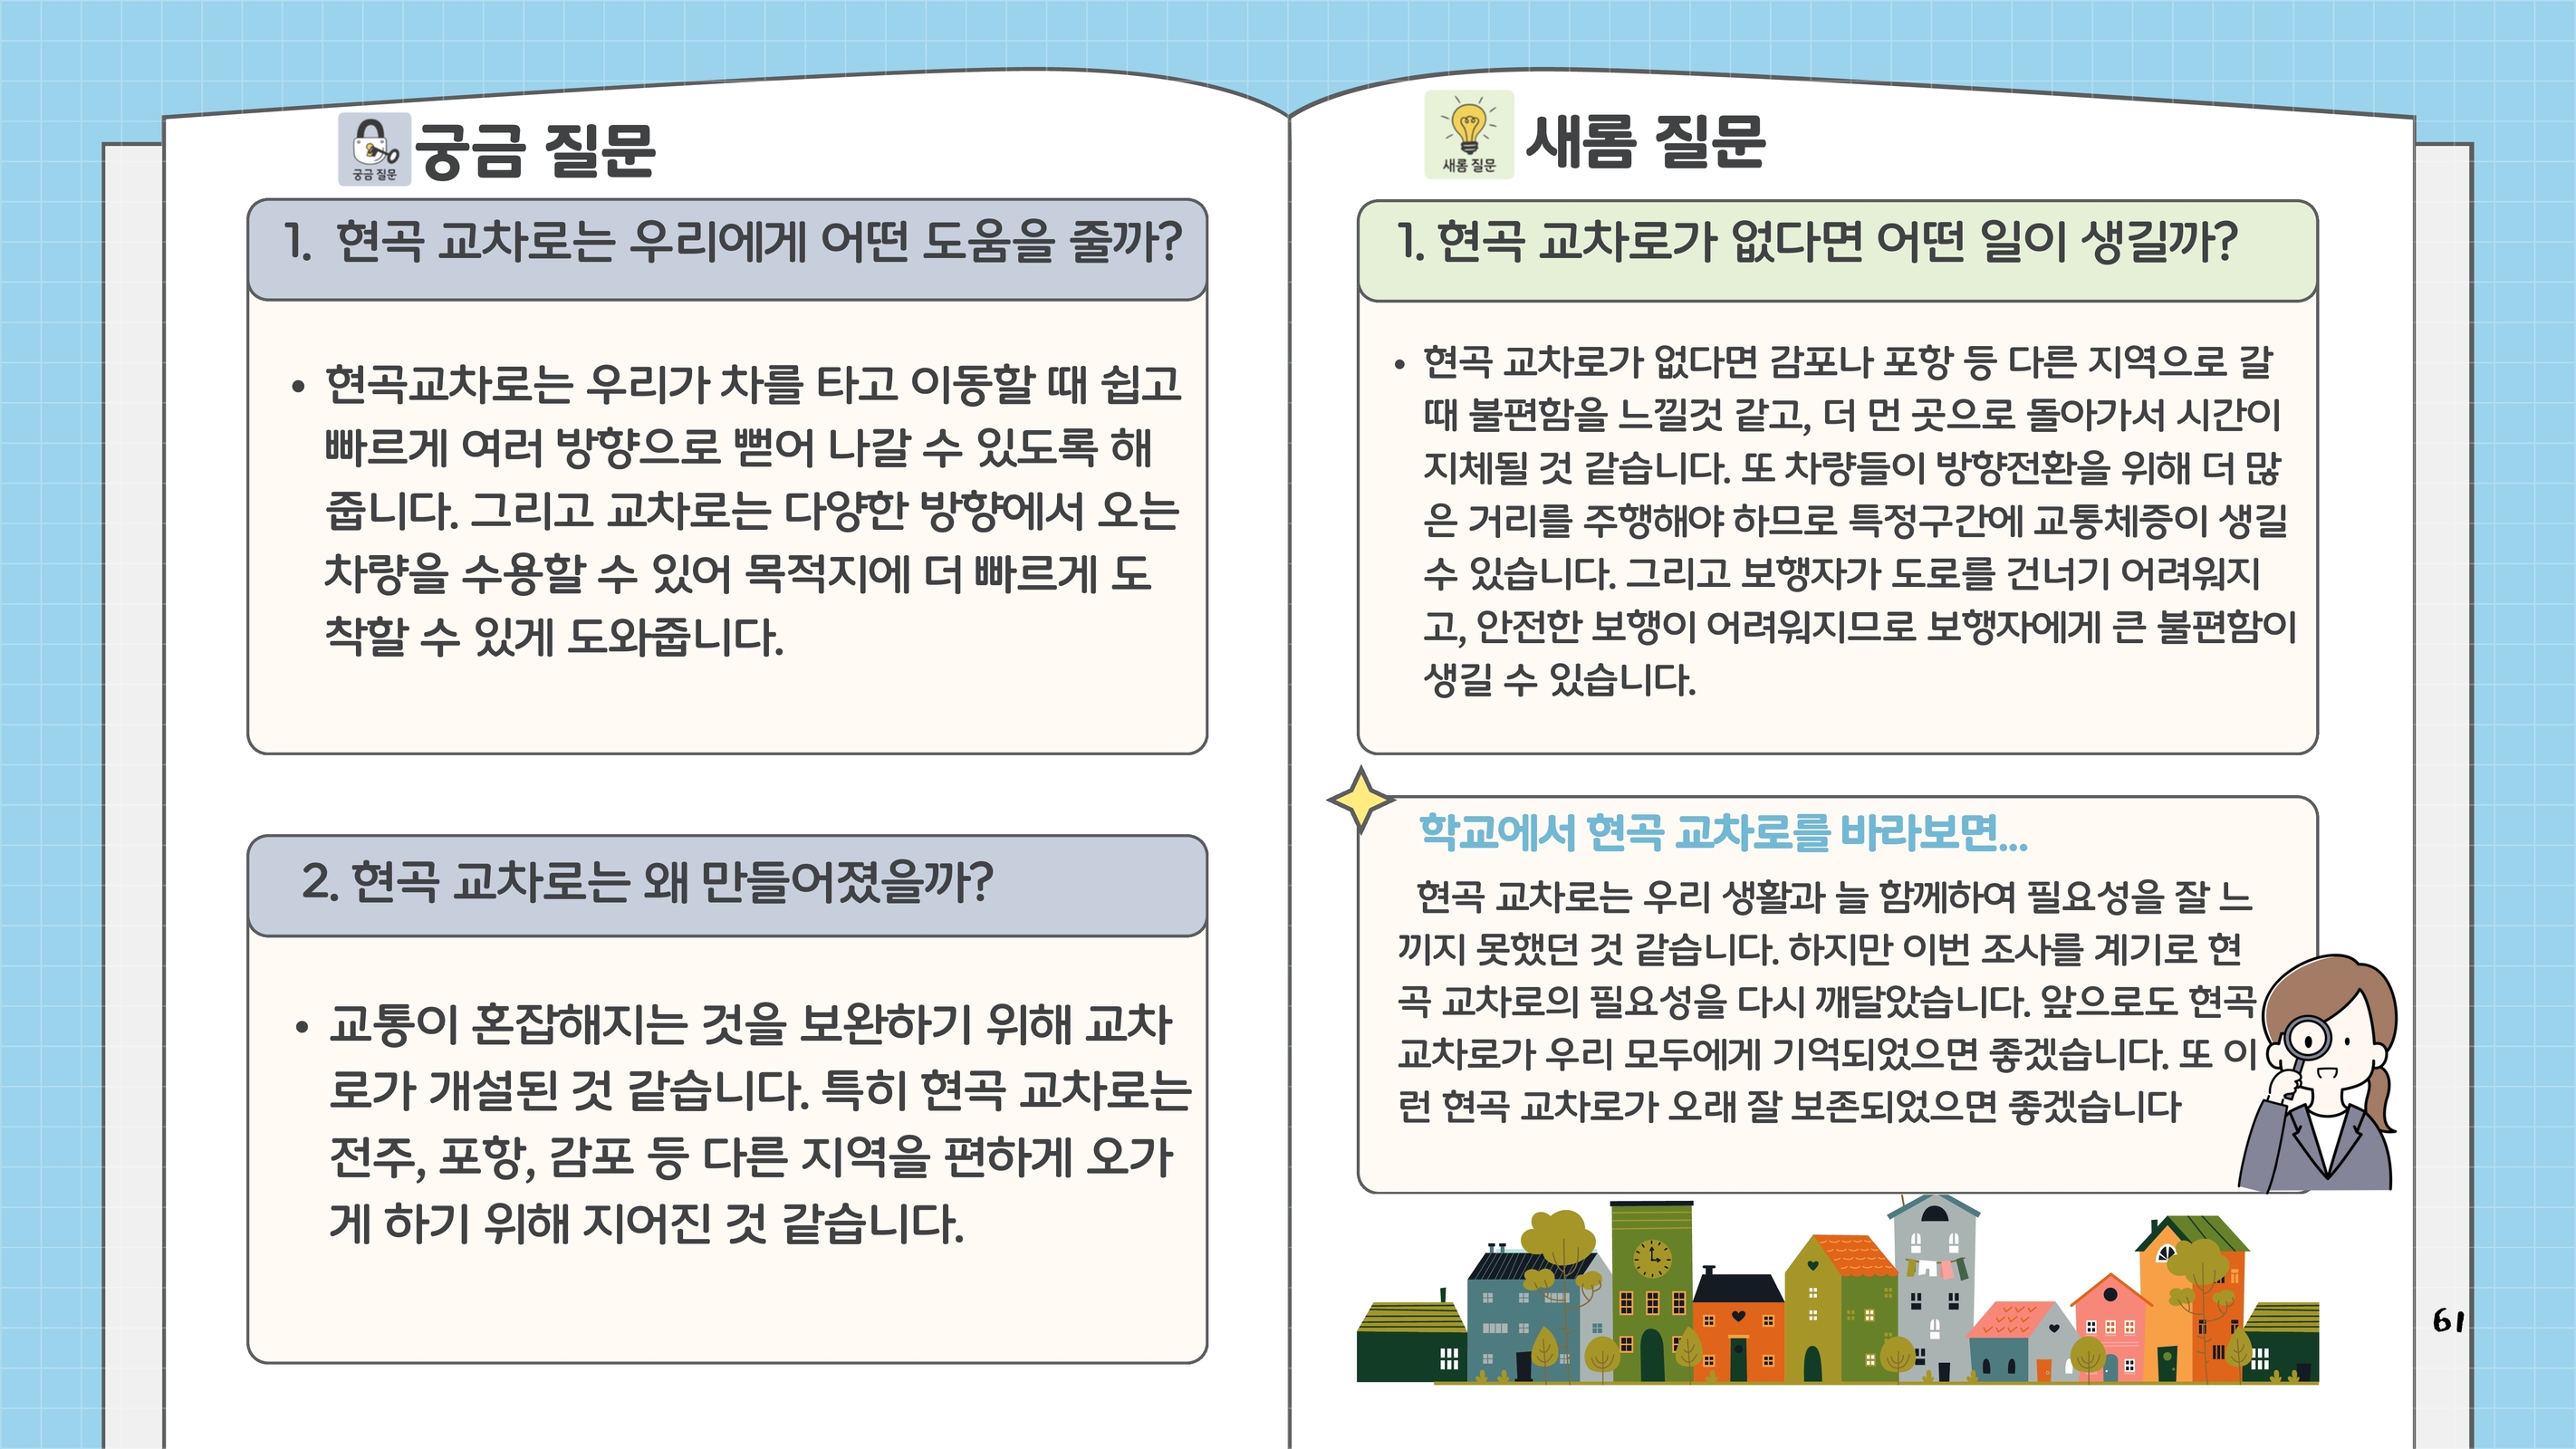 궁금 질문
궁금 질문
1. 현곡 교차로는 우리에게 어떤 도움을 줄까?
• 현곡교차로는 우리가 차를 타고 이동할 때 쉽고
빠르게 여러 방향으로 뻗어 나갈 수 있도록 해
줍니다. 그리고 교차로는 다양한 방향에서 오는
차량을 수용할 수 있어 목적지에 더 빠르게 도
착할 수 있게 도와줍니다.
2. 현곡 교차로는 왜 만들어졌을까?
• 교통이 혼잡해지는 것을 보완하기 위해 교차
로가 개설된 것 같습니다. 특히 현곡 교차로는
전주, 포항, 감포 등 다른 지역을 편하게 오가
게 하기 위해 지어진 것 같습니다.
새롬 질문
새롬 질문
1. 현곡 교차로가 없다면 어떤 일이 생길까?
• 현곡 교차로가 없다면 감포나 포항 등 다른 지역으로 갈
때 불편함을 느낄것 같고, 더 먼 곳으로 돌아가서 시간이
지체될 것 같습니다. 또 차량들이 방향전환을 위해 더 많
은 거리를 주행해야 하므로 특정구간에 교통체증이 생길
수 있습니다. 그리고 보행자가 도로를 건너기 어려워지
고, 안전한 보행이 어려워지므로 보행자에게 큰 불편함이
생길 수 있습니다.
학교에서 현곡 교차로를 바라보면...
현곡 교차로는 우리 생활과 늘 함께하여 필요성을 잘 느
끼지 못했던 것 같습니다. 하지만 이번 조사를 계기로 현
곡 교차로의 필요성을 다시 깨달았습니다. 앞으로도 현곡
교차로가 우리 모두에게 기억되었으면 좋겠습니다. 또 이
런 현곡 교차로가 오래 잘 보존되었으면 좋겠습니다
61